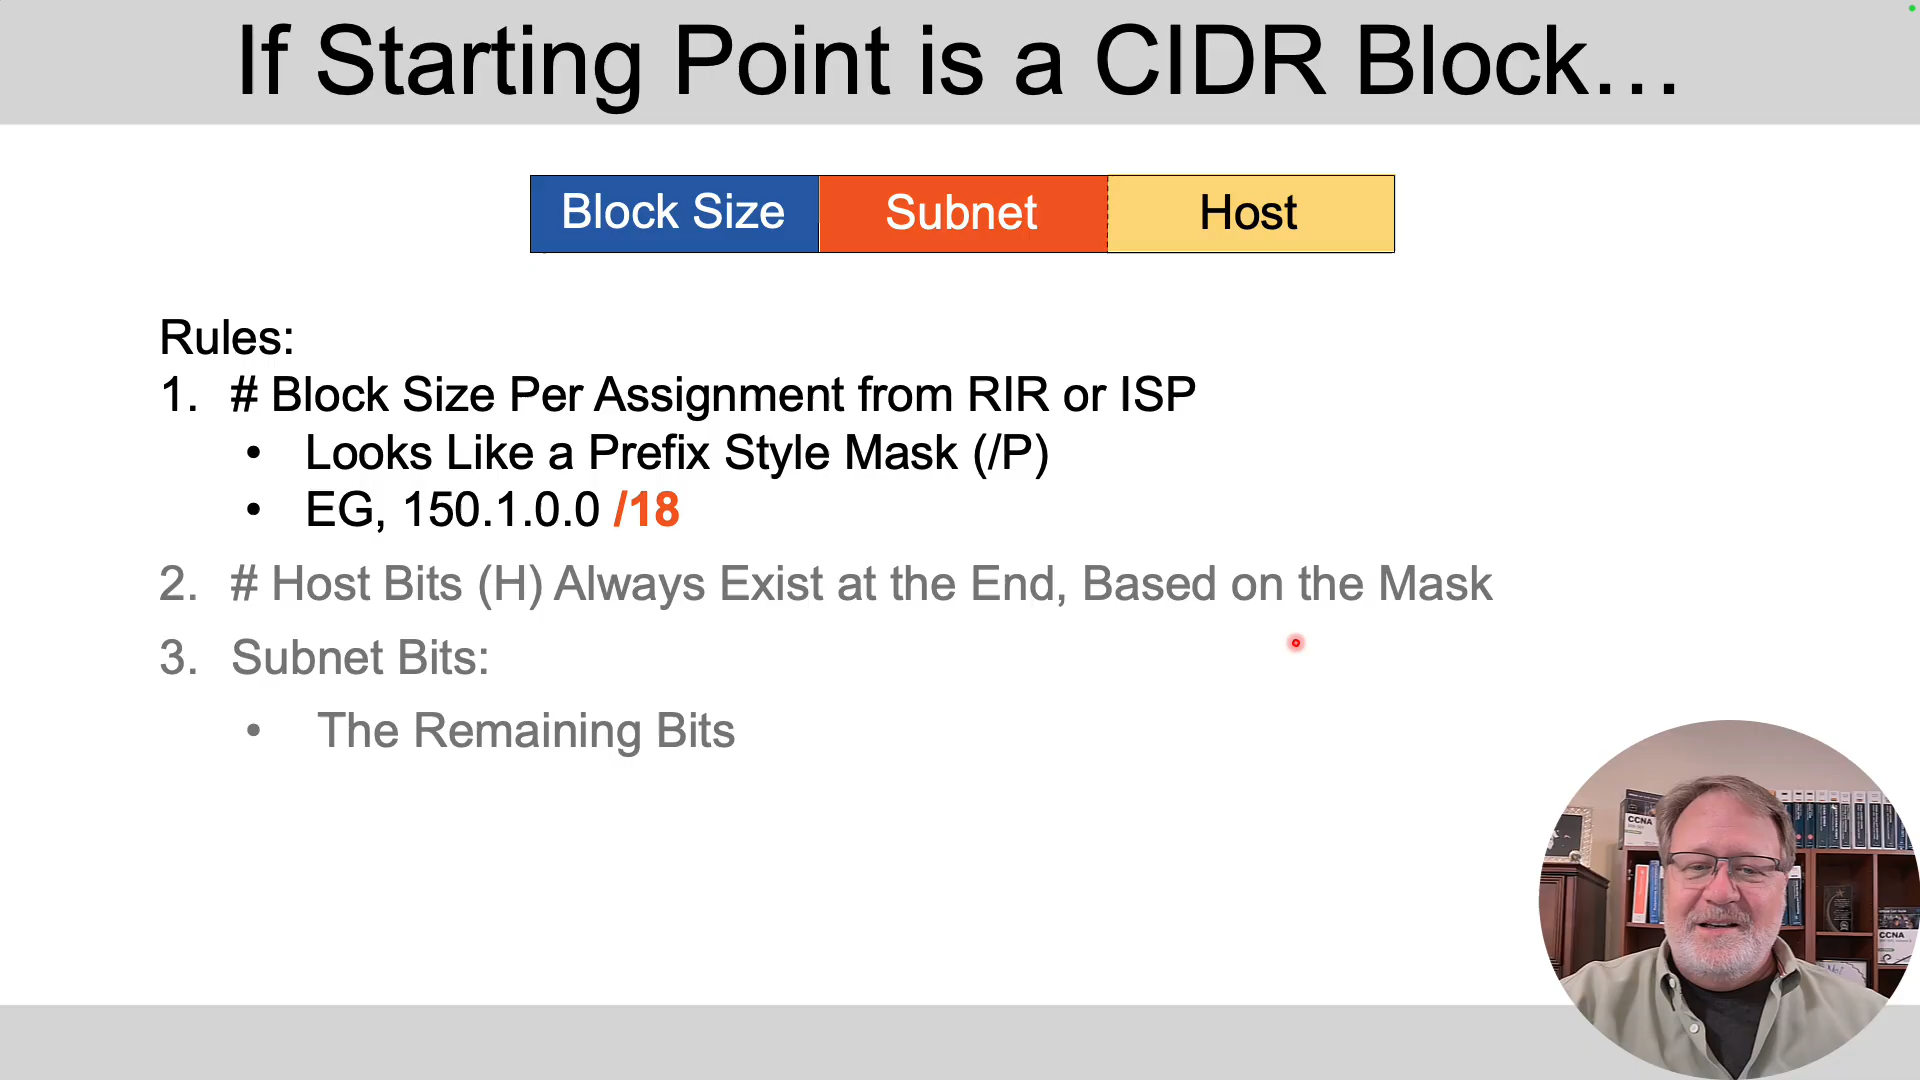 If Starting Point is a CIDR Block…
Block Size Subnet Host
Rules:
1. # Block Size Per Assignment from RIR or ISP
• Looks Like a Prefix Style Mask (/P)
• EG, 150.1.0.0 /18
2. # Host Bits (H) Always Exist at the End, Based on the Mask
3. Subnet Bits:
• The Remaining Bits
CCNA
CCNA